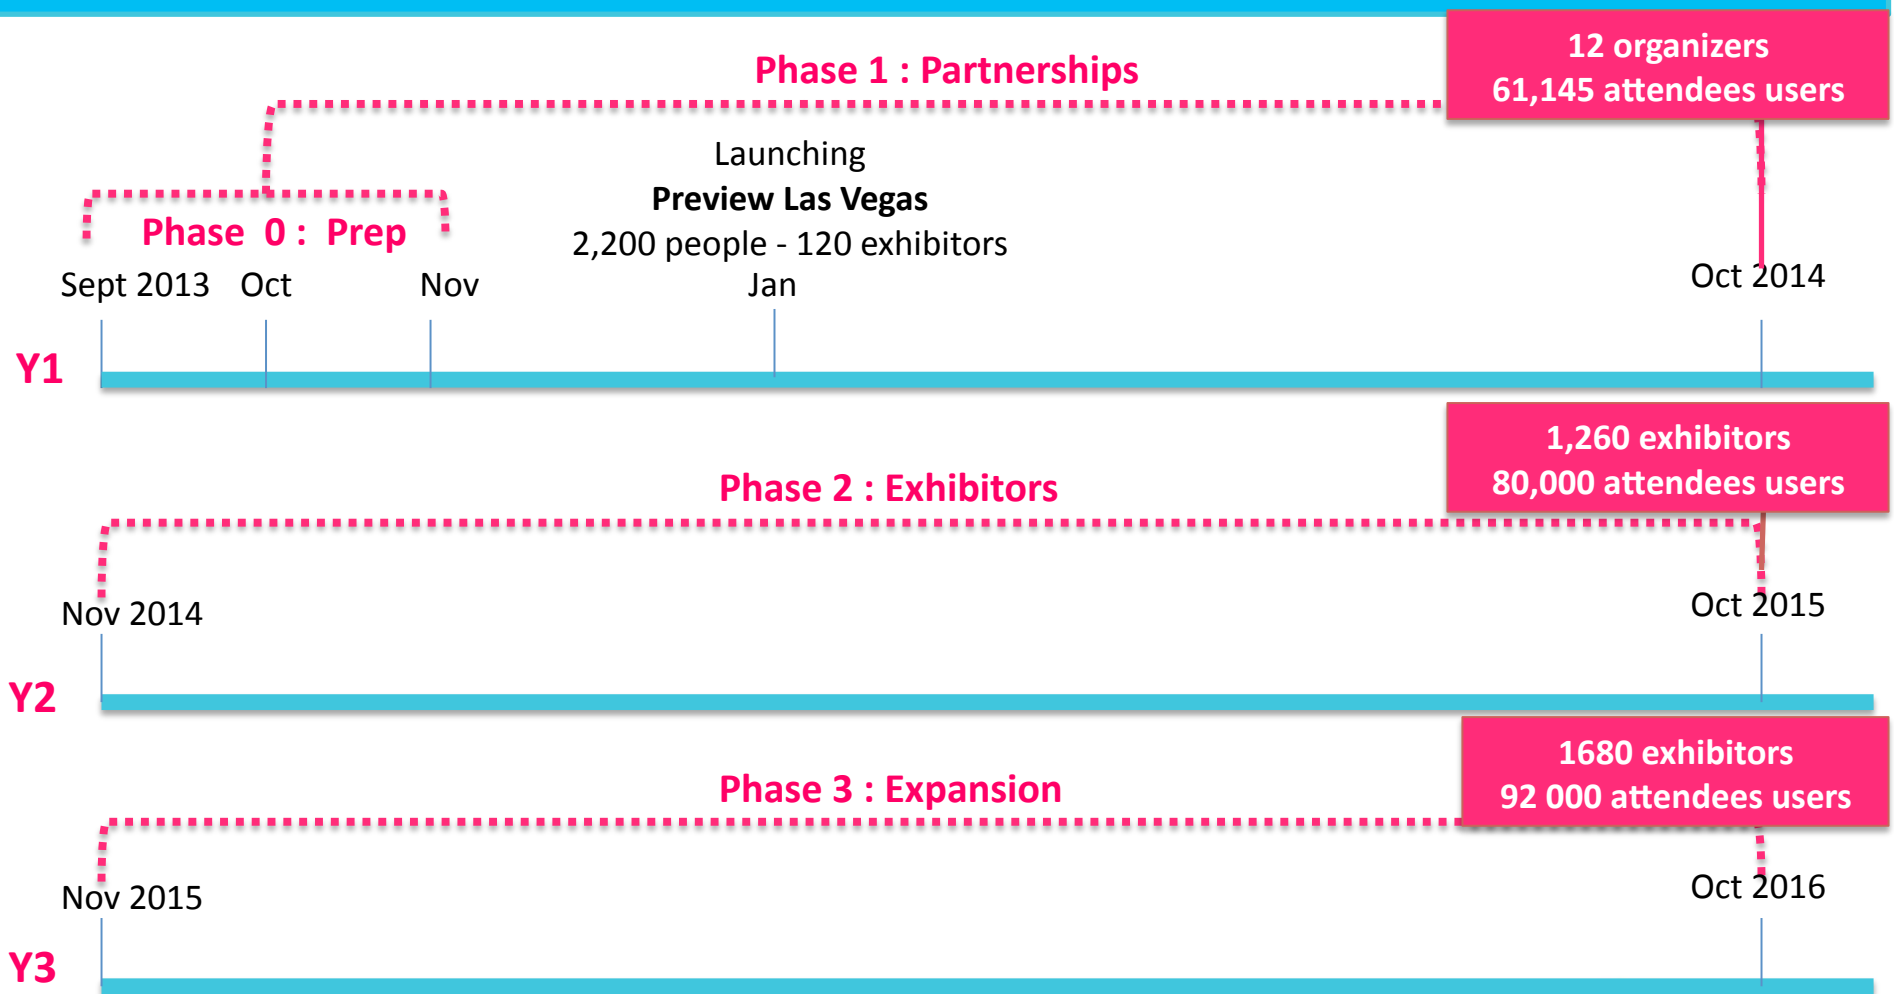 12 organizers
61,145 attendees users
Phase 1 : Partnerships
Launching
Preview Las Vegas
2,200 people - 120 exhibitors
Phase 0 : Prep
Sept 2013 Oct Nov Jan Oct 2014
Y1
1,260 exhibitors
80,000 attendees users
Phase 2 : Exhibitors
Nov 2014 Oct 2015
Y2
1680 exhibitors
92 000 attendees users
Phase 3 : Expansion
Nov 2015 Oct 2016
Y3